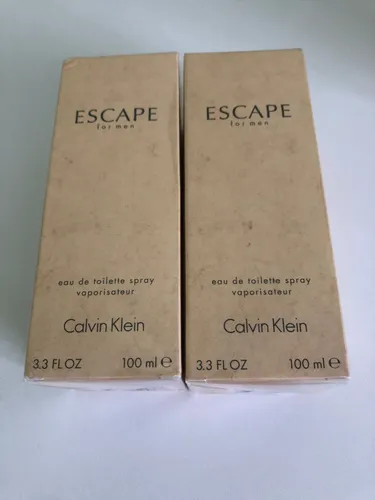 ESCAPE
for men
eau de toilette spray
vaporisateur
Calvin Klein
3.3 FL OZ 100 ml ℮
ESCAPE
for men
eau de toilette spray
vaporisateur
Calvin Klein
3.3 FL OZ 100 ml ℮